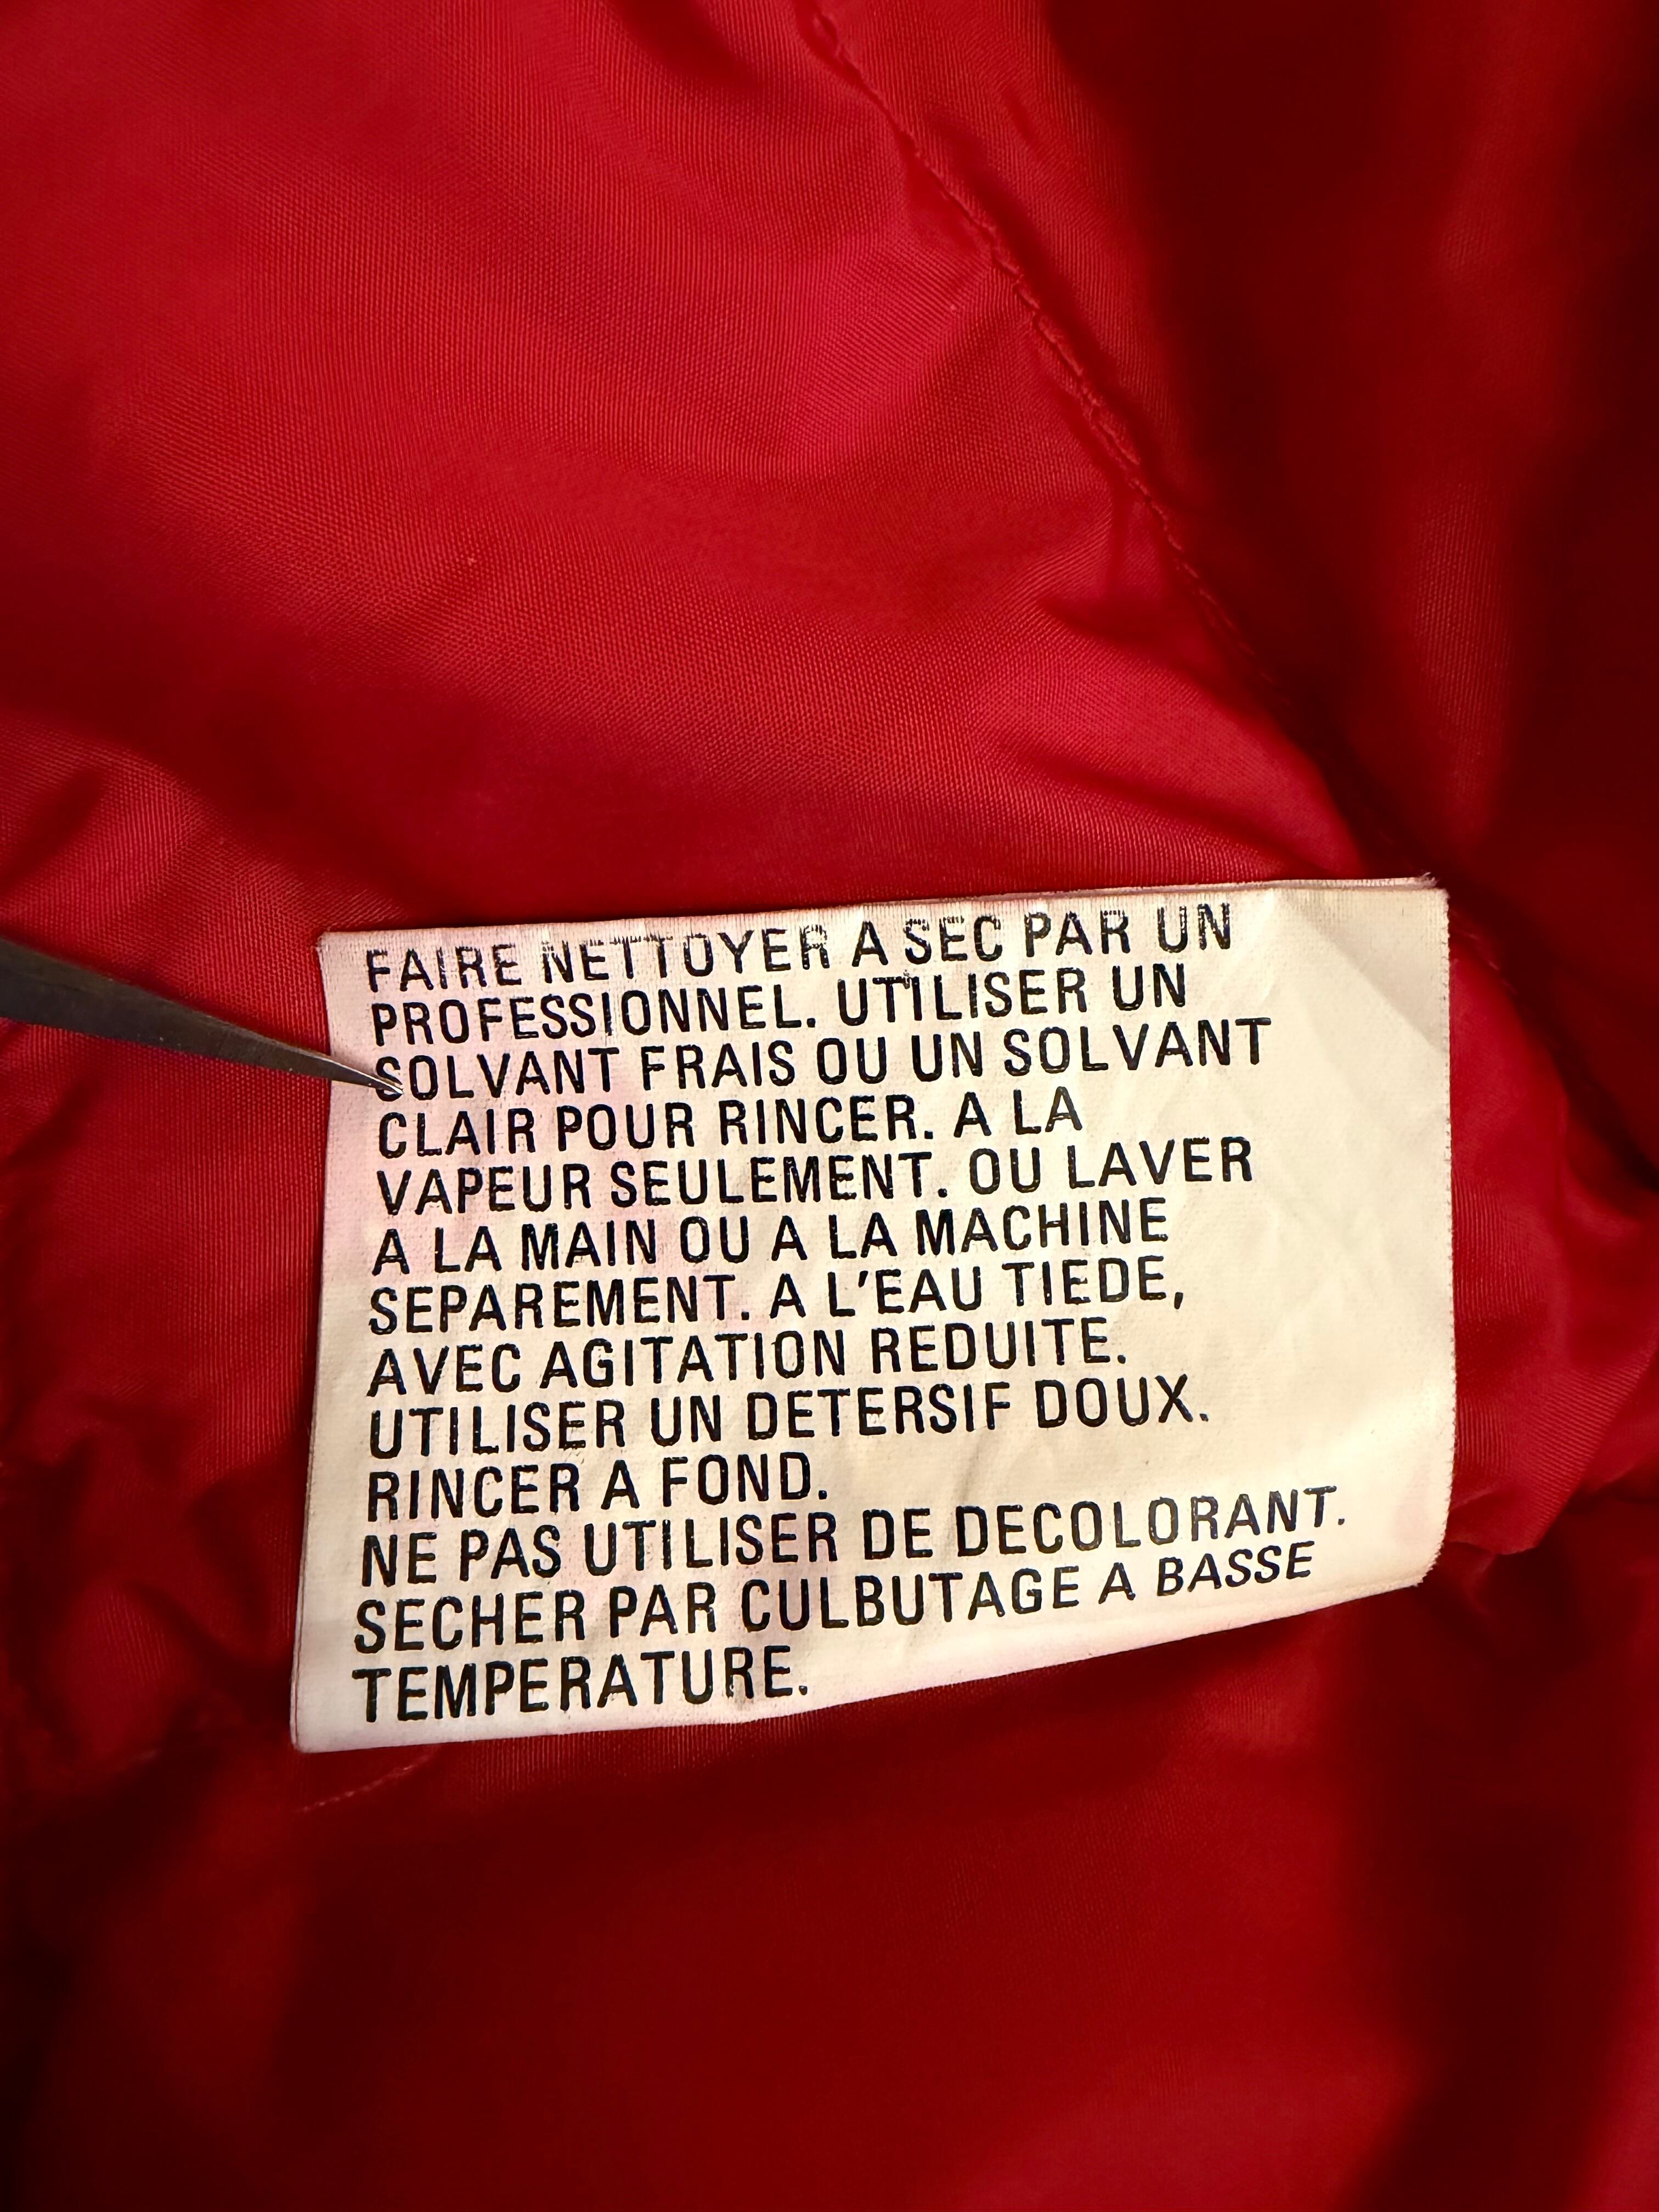 FAIRE NETTOYER A SEC PAR UN
PROFESSIONNEL. UTILISER UN
SOLVANT FRAIS OU UN SOLVANT
CLAIR POUR RINCER. A LA
VAPEUR SEULEMENT. OU LAVER
A LA MAIN OU A LA MACHINE
SEPAREMENT. A L'EAU TIEDE,
AVEC AGITATION REDUITE.
UTILISER UN DETERSIF DOUX.
RINCER A FOND.
NE PAS UTILISER DE DECOLORANT.
SECHER PAR CULBUTAGE A BASSE
TEMPERATURE.